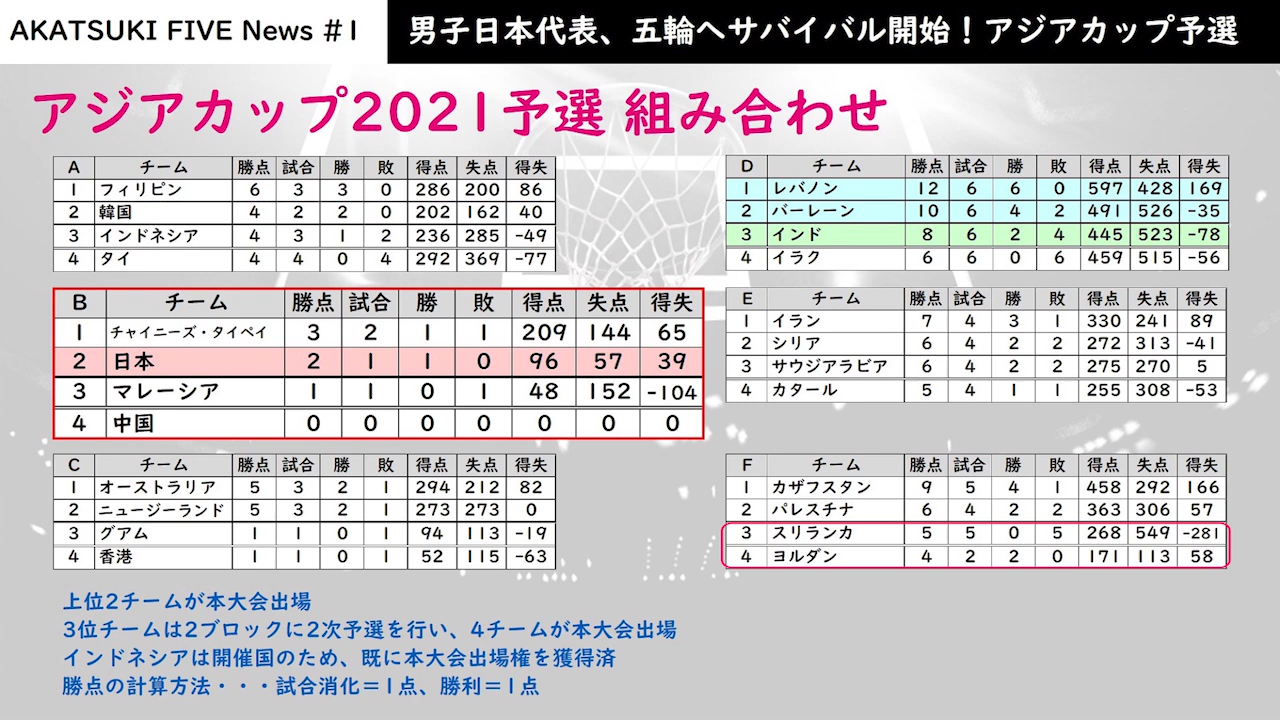 AKATSUKI FIVE News #1
男子日本代表、五輪へサバイバル開始！アジアカップ予選
アジアカップ2021予選 組み合わせ
A チーム 勝点 試合 勝 敗 得点 失点 得失
1 フィリピン 6 3 3 0 286 200 86
2 韓国 4 2 2 0 202 162 40
3 インドネシア 4 3 1 2 236 285 -49
4 タイ 4 4 0 4 292 369 -77
B チーム 勝点 試合 勝 敗 得点 失点 得失
1 チャイニーズ・タイペイ 3 2 1 1 209 144 65
2 日本 2 1 1 0 96 57 39
3 マレーシア 1 1 0 1 48 152 -104
4 中国 0 0 0 0 0 0 0
C チーム 勝点 試合 勝 敗 得点 失点 得失
1 オーストラリア 5 3 2 1 294 212 82
2 ニュージーランド 5 3 2 1 273 273 0
3 グアム 1 1 0 1 94 113 -19
4 香港 1 1 0 1 52 115 -63
D チーム 勝点 試合 勝 敗 得点 失点 得失
1 レバノン 12 6 6 0 597 428 169
2 バーレーン 10 6 4 2 491 526 -35
3 インド 8 6 2 4 445 523 -78
4 イラク 6 6 0 6 459 515 -56
E チーム 勝点 試合 勝 敗 得点 失点 得失
1 イラン 7 4 3 1 330 241 89
2 シリア 6 4 2 2 272 313 -41
3 サウジアラビア 6 4 2 2 275 270 5
4 カタール 5 4 1 1 255 308 -53
F チーム 勝点 試合 勝 敗 得点 失点 得失
1 カザフスタン 9 5 4 1 458 292 166
2 パレスチナ 6 4 2 2 363 306 57
3 スリランカ 5 5 0 5 268 549 -281
4 ヨルダン 4 2 2 0 171 113 58
上位2チームが本大会出場
3位チームは2ブロックに2次予選を行い、4チームが本大会出場
インドネシアは開催国のため、既に本大会出場権を獲得済
勝点の計算方法・・・試合消化＝1点、勝利＝1点